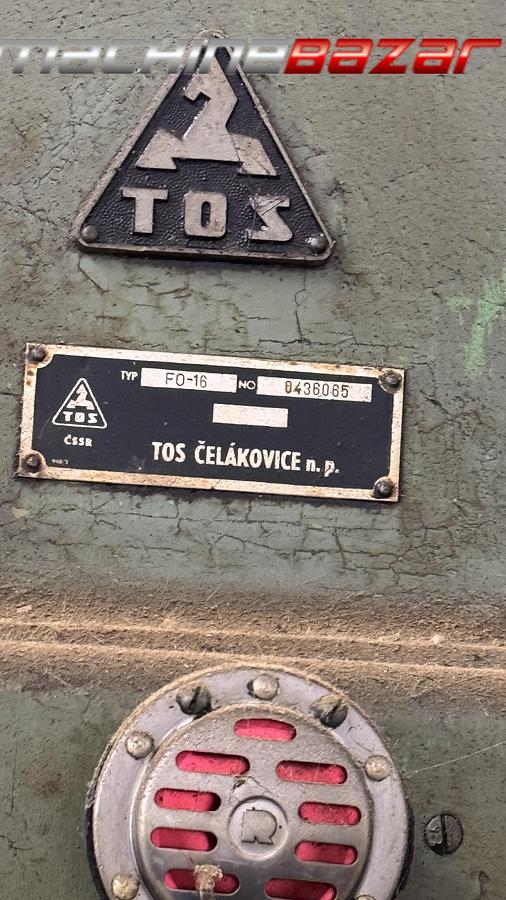 machineBazar
TOS
TYP FO-16 NO 0436065
TOS
ČSSR
TOS ČELÁKOVICE n. p.
R